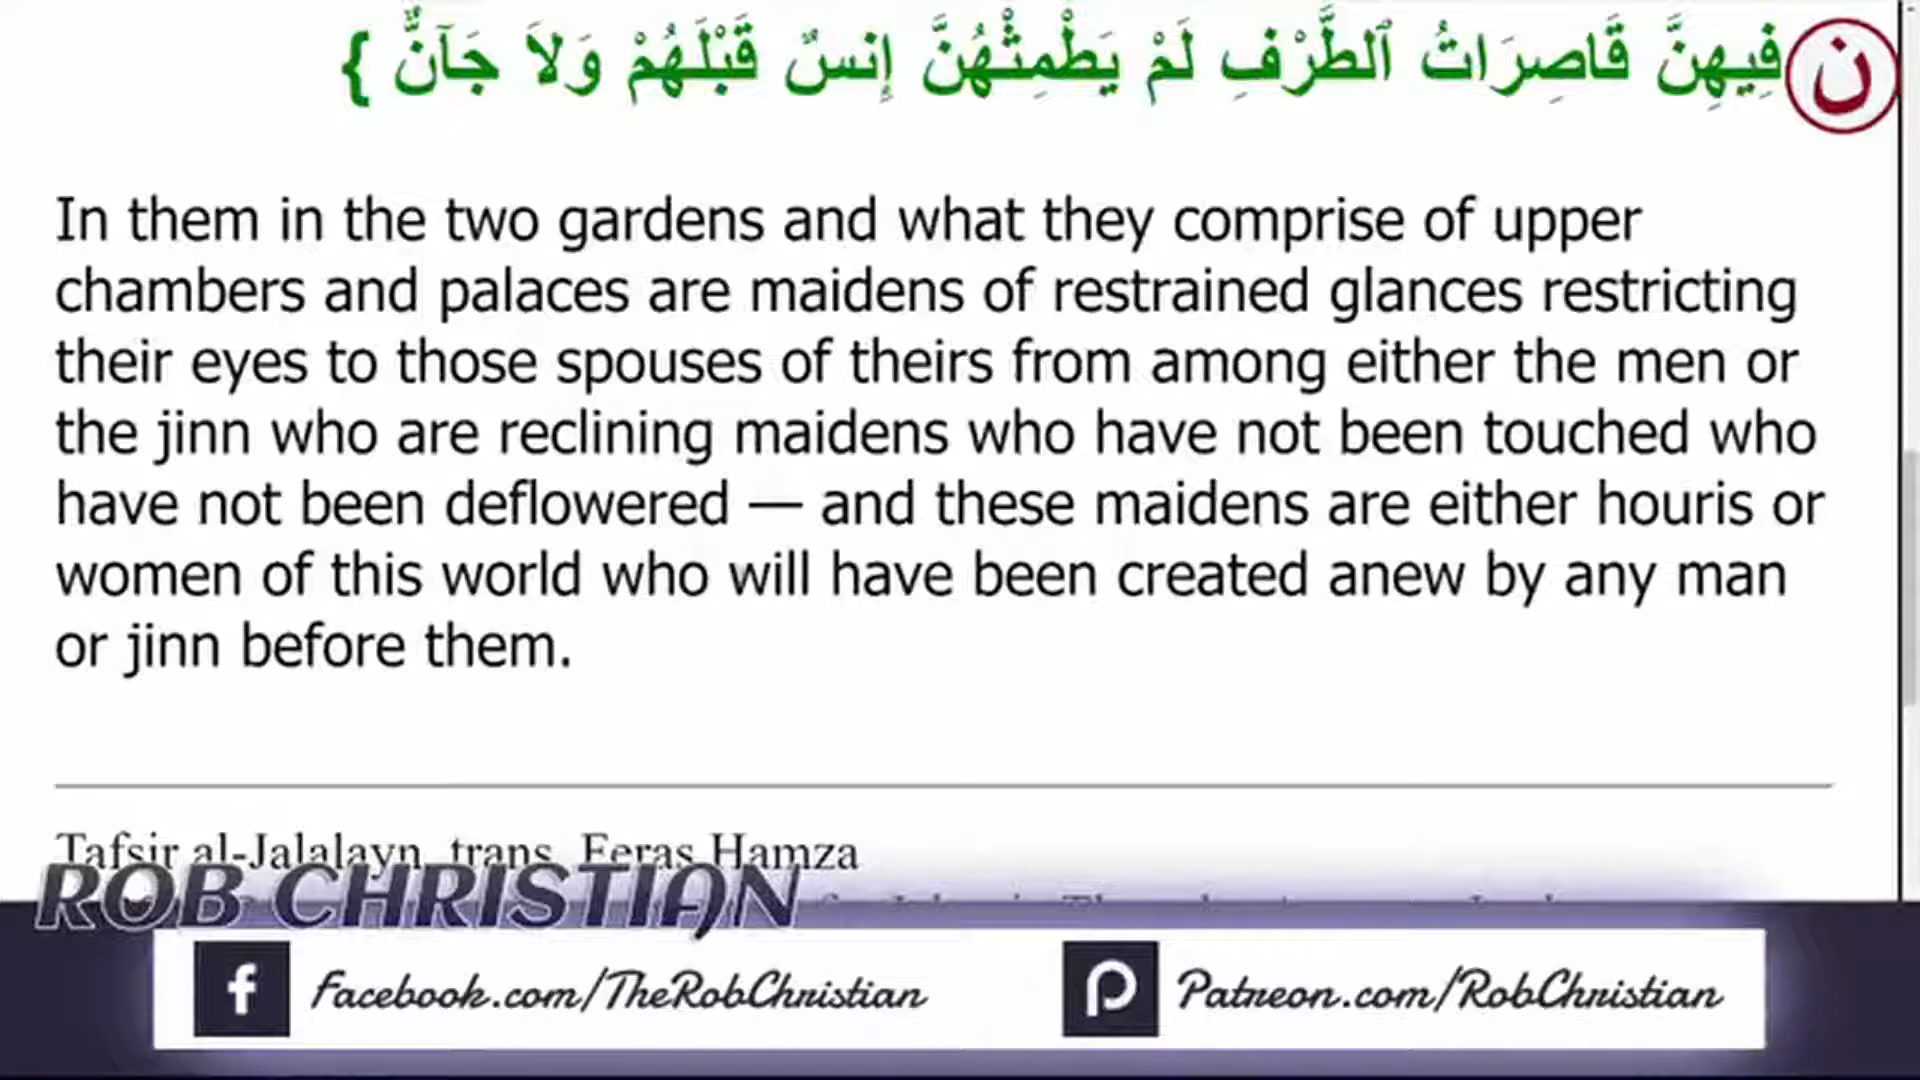 فِيهِنَّ قَاصِرَاتُ ٱلطَّرْفِ لَمْ يَطْمِثْهُنَّ إِنسٌ قَبْلَهُمْ وَلاَ جَآنٌّ }
ن
In them in the two gardens and what they comprise of upper
chambers and palaces are maidens of restrained glances restricting
their eyes to those spouses of theirs from among either the men or
the jinn who are reclining maidens who have not been touched who
have not been deflowered — and these maidens are either houris or
women of this world who will have been created anew by any man
or jinn before them.
Tafsir al-Jalalayn, trans. Feras Hamza
ROB CHRISTIAN
Facebook.com/TheRobChristian
Patreon.com/RobChristian